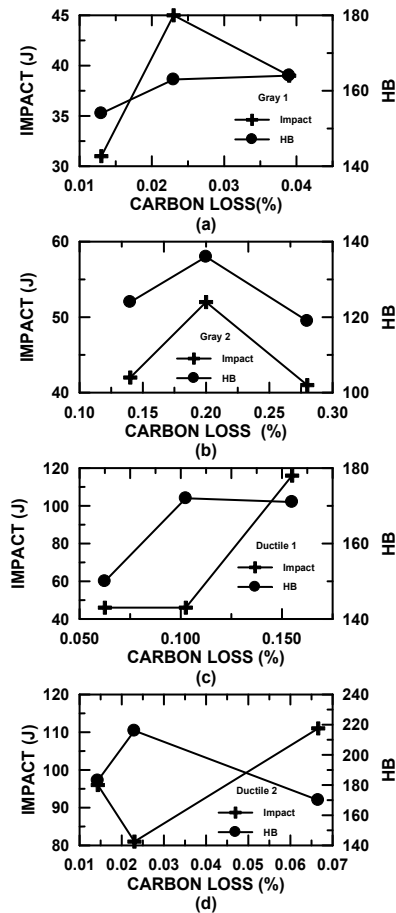 45 180
40
IMPACT (J) 160 HB
35 Gray 1
Impact
HB
30 140
0.01 0.02 0.03 0.04
CARBON LOSS(%)
(a)
60 140
IMPACT (J) 50 120 HB
Gray 2
Impact
HB
40 100
0.10 0.15 0.20 0.25 0.30
CARBON LOSS (%)
(b)
120 180
100 170
IMPACT (J) 80 160 HB
Ductile 1
Impact
60 150
HB
40 140
0.050 0.100 0.150
CARBON LOSS (%)
(c)
120 240
110 220
IMPACT (J) 100 200 HB
90 180
Ductile 2
Impact
160
HB
80 140
0.01 0.02 0.03 0.04 0.05 0.06 0.07
CARBON LOSS (%)
(d)